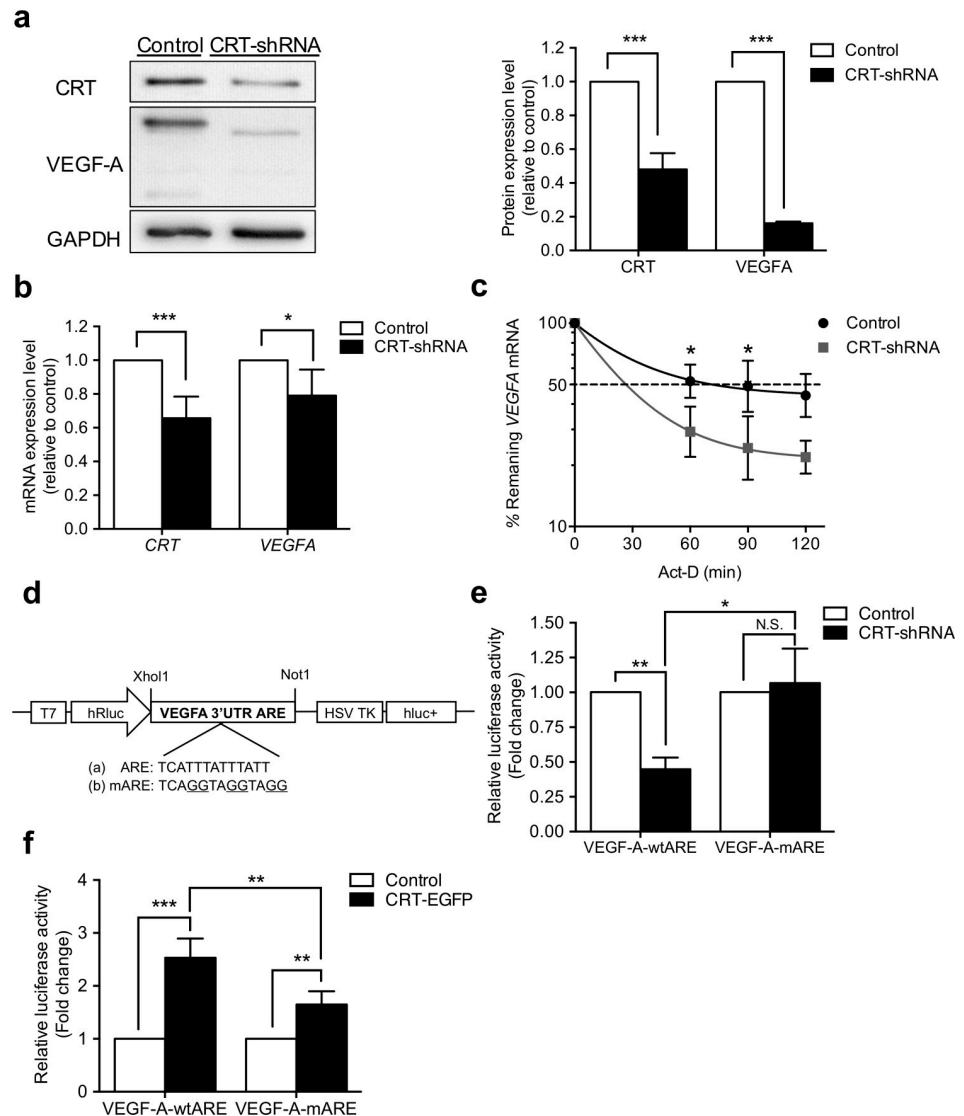 a
Control CRT-shRNA
CRT
VEGF-A
GAPDH
Protein expression level
(relative to control)
1.2
1.0
0.8
0.6
0.4
0.2
0.0
***
***
CRT
VEGFA
Control
CRT-shRNA
b
mRNA expression level
(relative to control)
1.2
1.0
0.8
0.6
0.4
0.2
0.0
***
*
CRT
VEGFA
Control
CRT-shRNA
c
% Remaning VEGFA mRNA
100
50
10
*
*
0
30
60
90
120
Act-D (min)
Control
CRT-shRNA
d
Xhol1
Not1
T7
hRluc
VEGFA 3'UTR ARE
HSV TK
hluc+
(a) ARE: TCATTTATTTATT
(b) mARE: TCAGGTAGGTAGG
e
Relative luciferase activity
(Fold change)
1.50
1.25
1.00
0.75
0.50
0.25
0.00
**
*
N.S.
VEGF-A-wtARE
VEGF-A-mARE
Control
CRT-shRNA
f
Relative luciferase activity
(Fold change)
4
3
2
1
0
***
**
**
VEGF-A-wtARE
VEGF-A-mARE
Control
CRT-EGFP